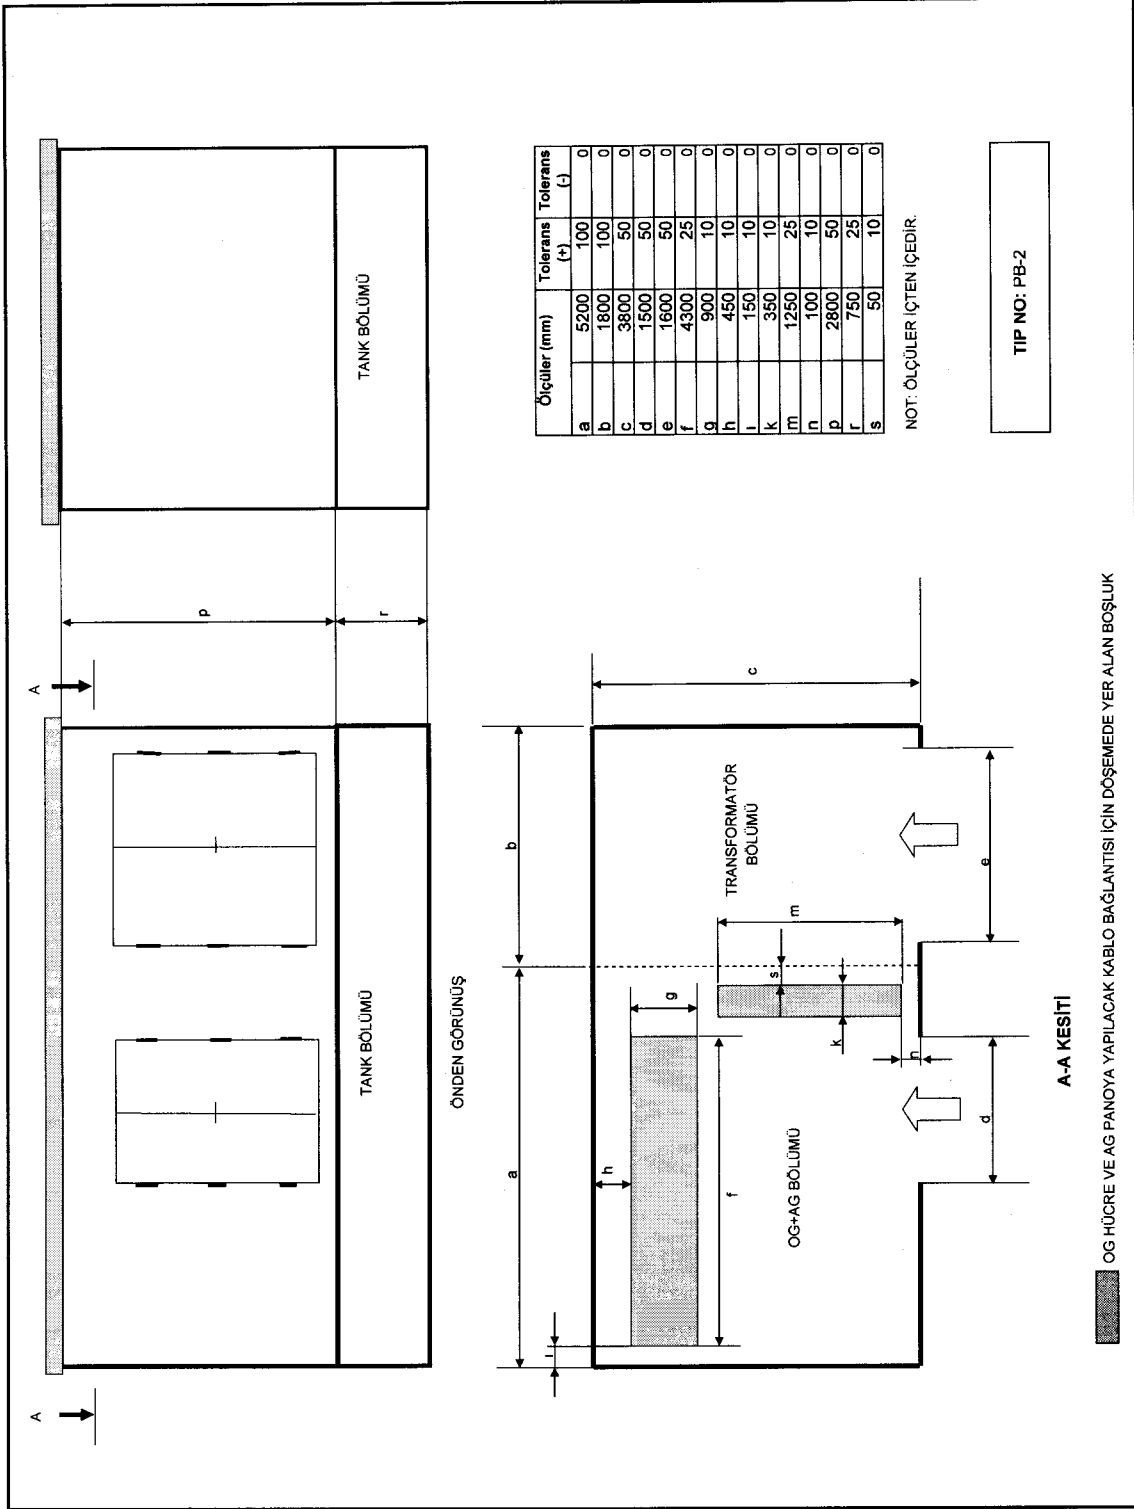 A
A
p
r
TANK BÖLÜMÜ
TANK BÖLÜMÜ
ÖNDEN GÖRÜNÜŞ
a
b
c
h
g
f
ı
s
k
m
n
d
e
OG+AG BÖLÜMÜ
TRANSFORMATÖR
BÖLÜMÜ
A-A KESİTİ
OG HÜCRE VE AG PANOYA YAPILACAK KABLO BAĞLANTISI İÇİN DÖŞEMEDE YER ALAN BOŞLUK
Ölçüler (mm) Tolerans (+) Tolerans (-)
a 5200 100 0
b 1800 100 0
c 3800 50 0
d 1500 50 0
e 1600 50 0
f 4300 25 0
g 900 10 0
h 450 10 0
ı 150 10 0
k 350 10 0
m 1250 25 0
n 100 10 0
p 2800 50 0
r 750 25 0
s 50 10 0
NOT: ÖLÇÜLER İÇTEN İÇEDİR.
TIP NO: PB-2